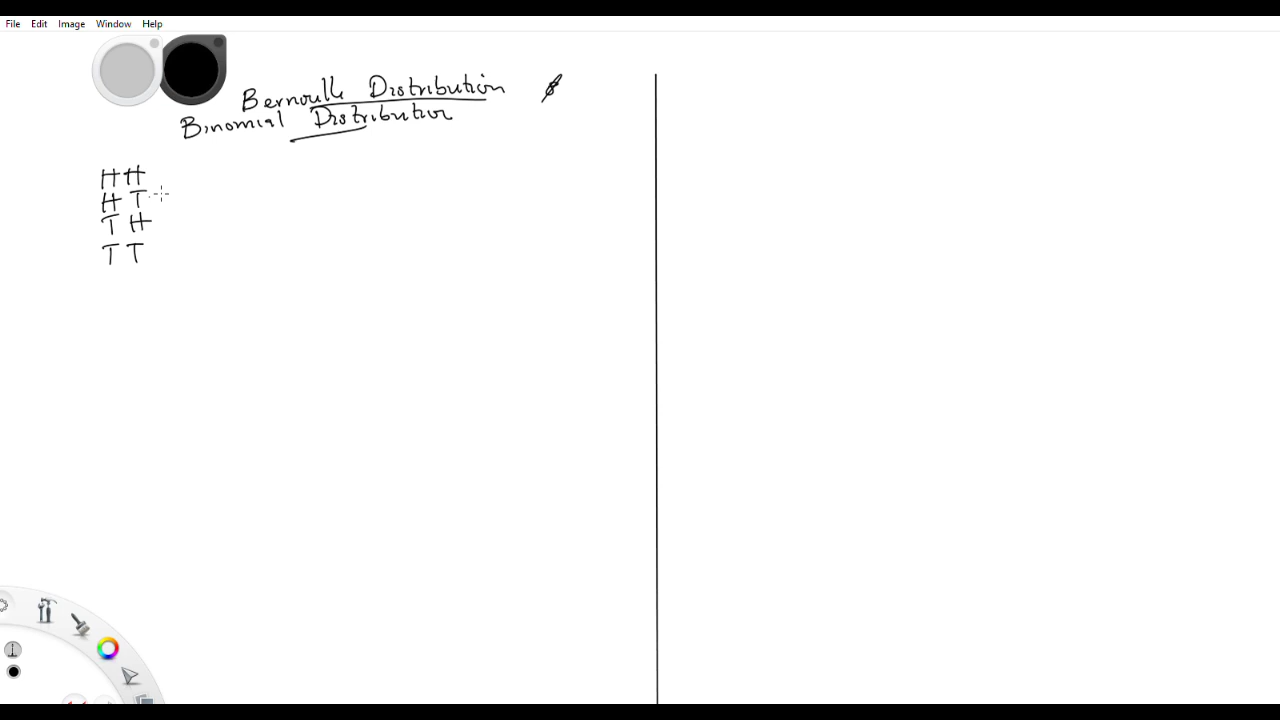 File Edit Image Window Help
Bernoulli Distribution &
Binomial Distribution
H H
H T
T H
T T